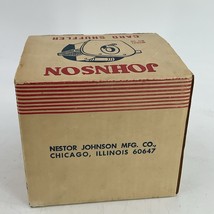 JOHNSON
CARD SHUFFLER
NESTOR JOHNSON MFG. CO.,
CHICAGO, ILLINOIS 60647